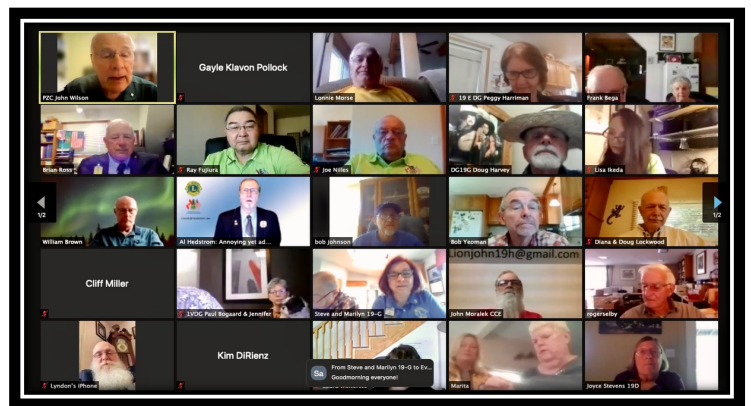 PZC John Wilson
Gayle Klavon Pollock
Lonnie Morse
19 E DG Peggy Harriman
Frank Bega
Brian Ross
Ray Fujiura
Joe Nilles
DG19G Doug Harvey
Lisa Ikeda
1/2
1/2
William Brown
Al Hedstrom: Annoying yet ad...
bob Johnson
Bob Yeoman
Diana & Doug Lockwood
Lionjohn19h@gmail.com
Cliff Miller
1VDG Paul Bogaard & Jennifer
Steve and Marilyn 19-G
John Moralek CCE
rogerselby
Kim DiRienz
Sa
From Steve and Marilyn 19-G to Ev...
Goodmorning everyone!
Lyndon's iPhone
Marita
Joyce Stevens 19D